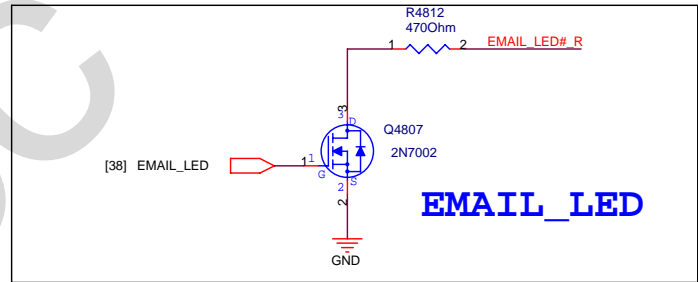 R4812
470Ohm
1 2 EMAIL_LED#_R
3
3 D
Q4807
2N7002
[38] EMAIL_LED
1 1
G
S
2
2
EMAIL_LED
GND